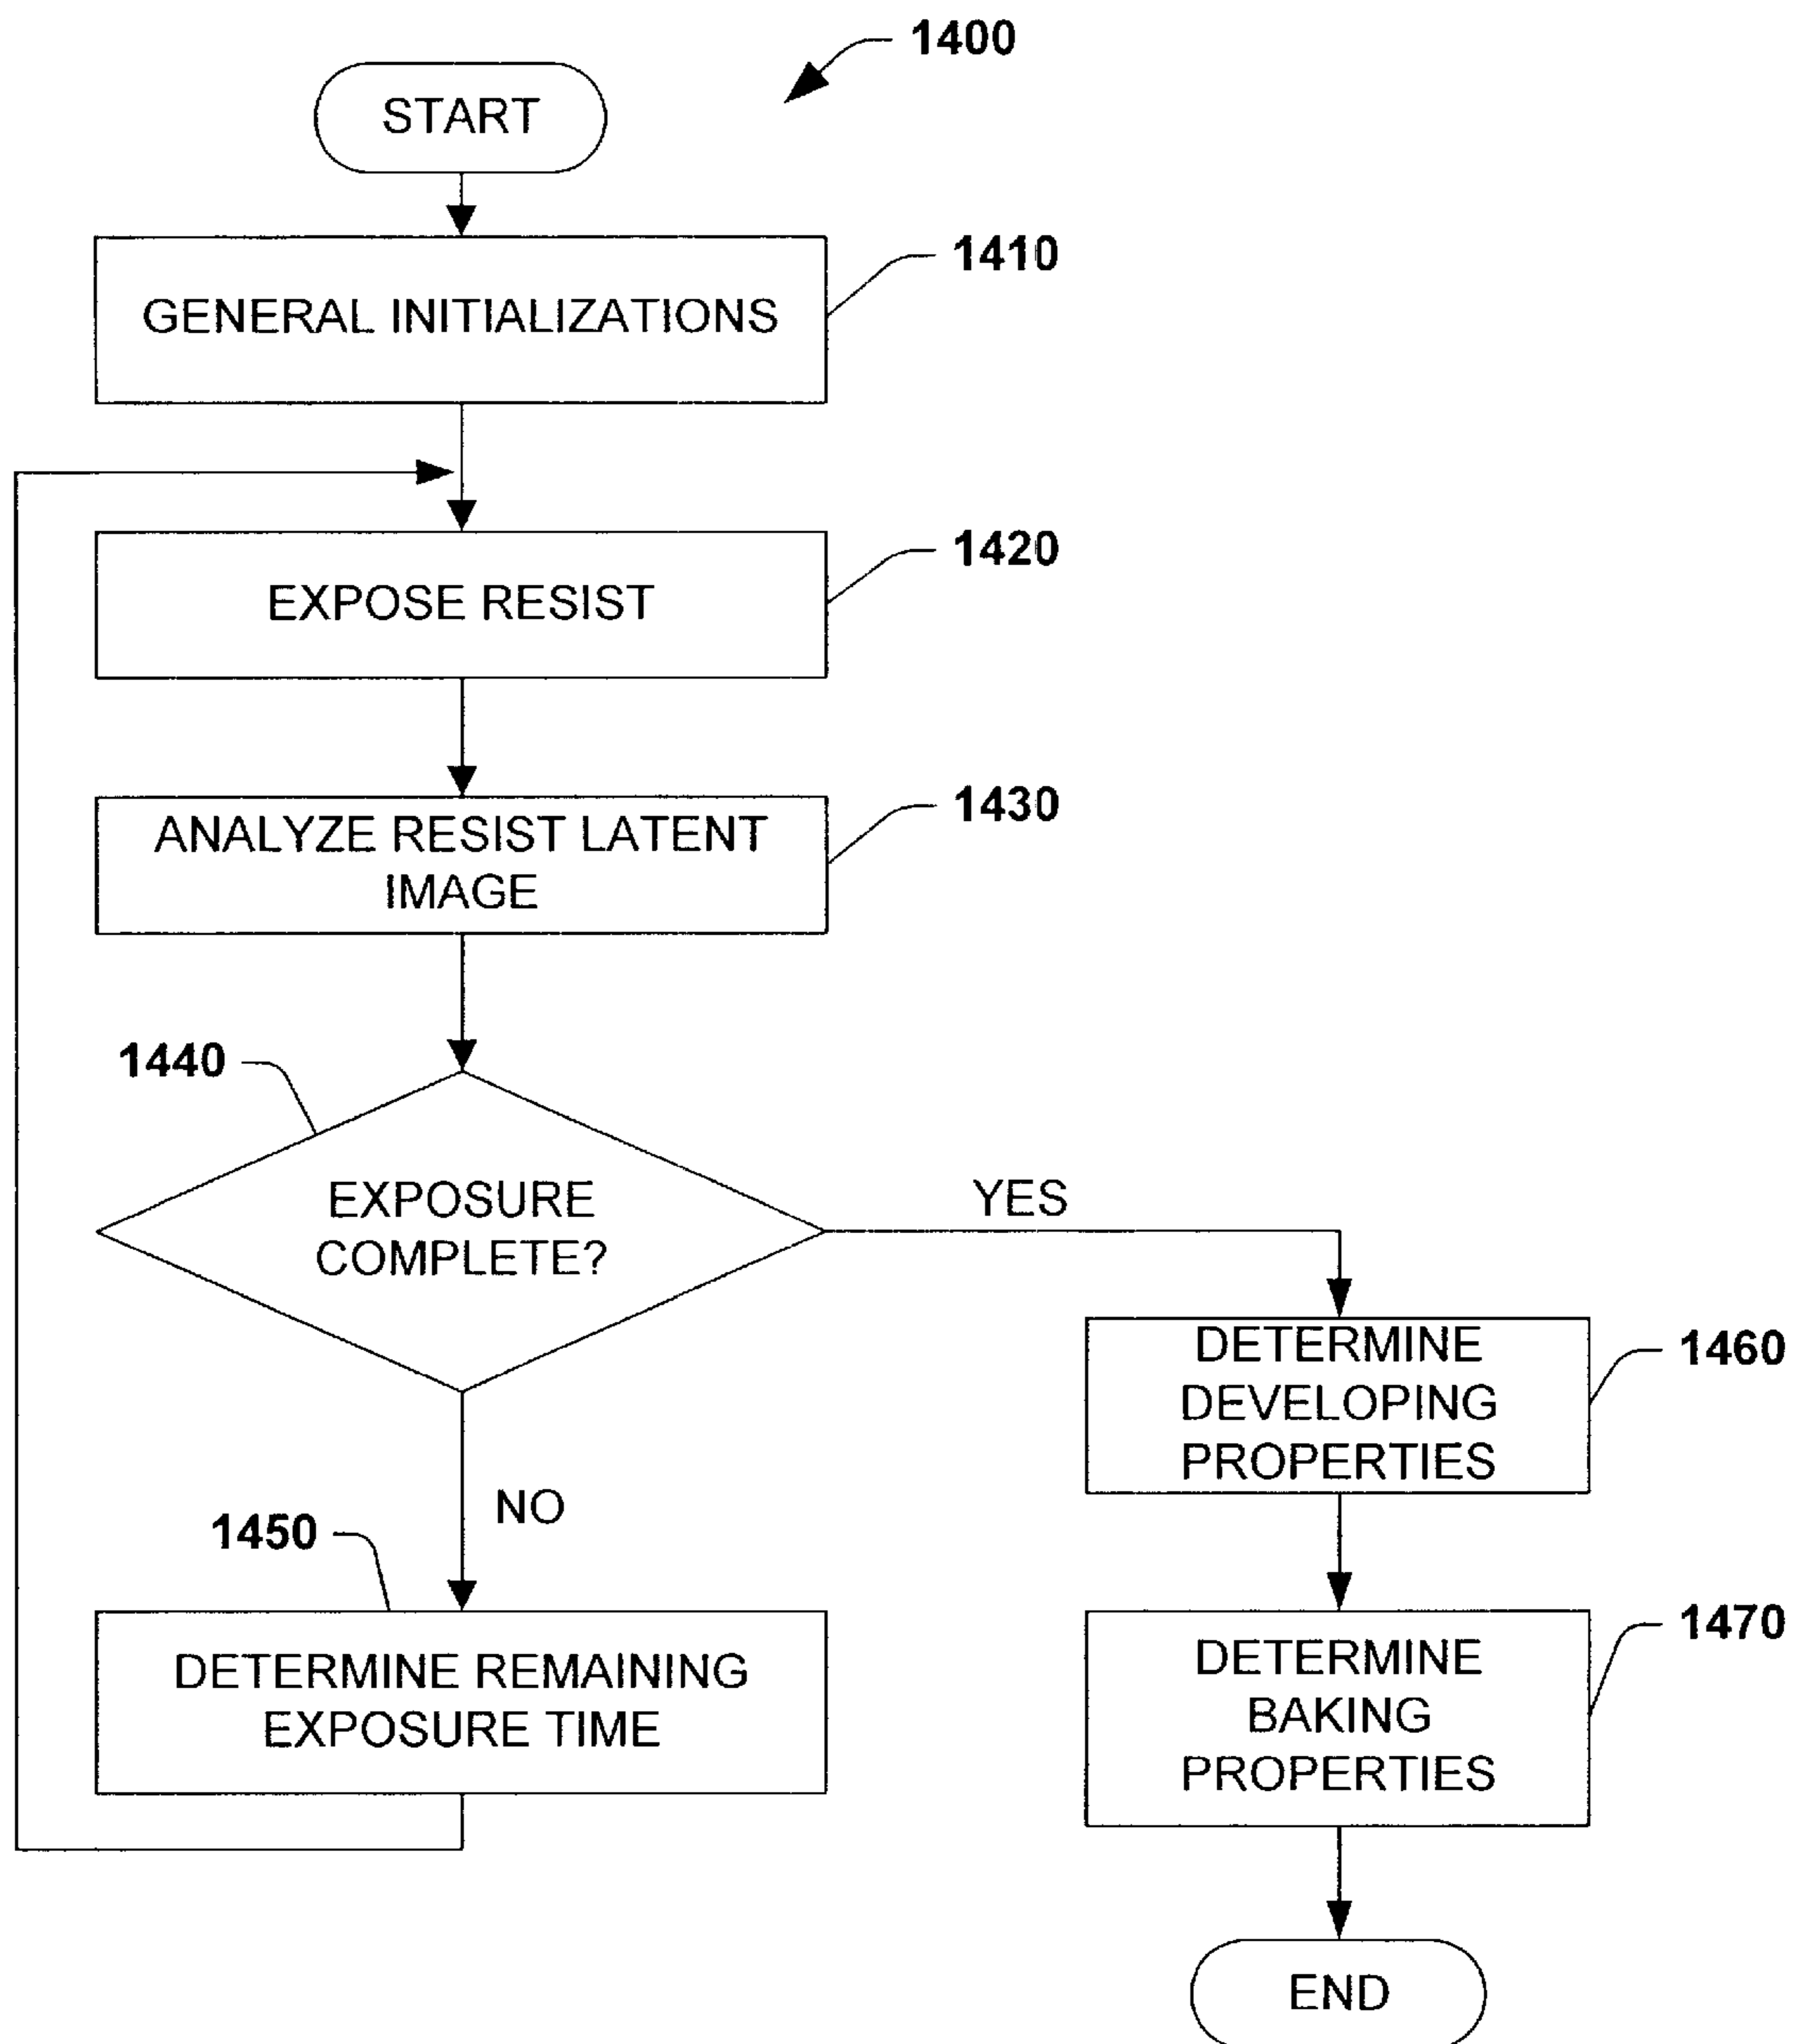 1400
START
1410
GENERAL INITIALIZATIONS
1420
EXPOSE RESIST
1430
ANALYZE RESIST LATENT
IMAGE
1440
EXPOSURE
COMPLETE?
YES
NO
1450
DETERMINE REMAINING
EXPOSURE TIME
1460
DETERMINE
DEVELOPING
PROPERTIES
1470
DETERMINE
BAKING
PROPERTIES
END